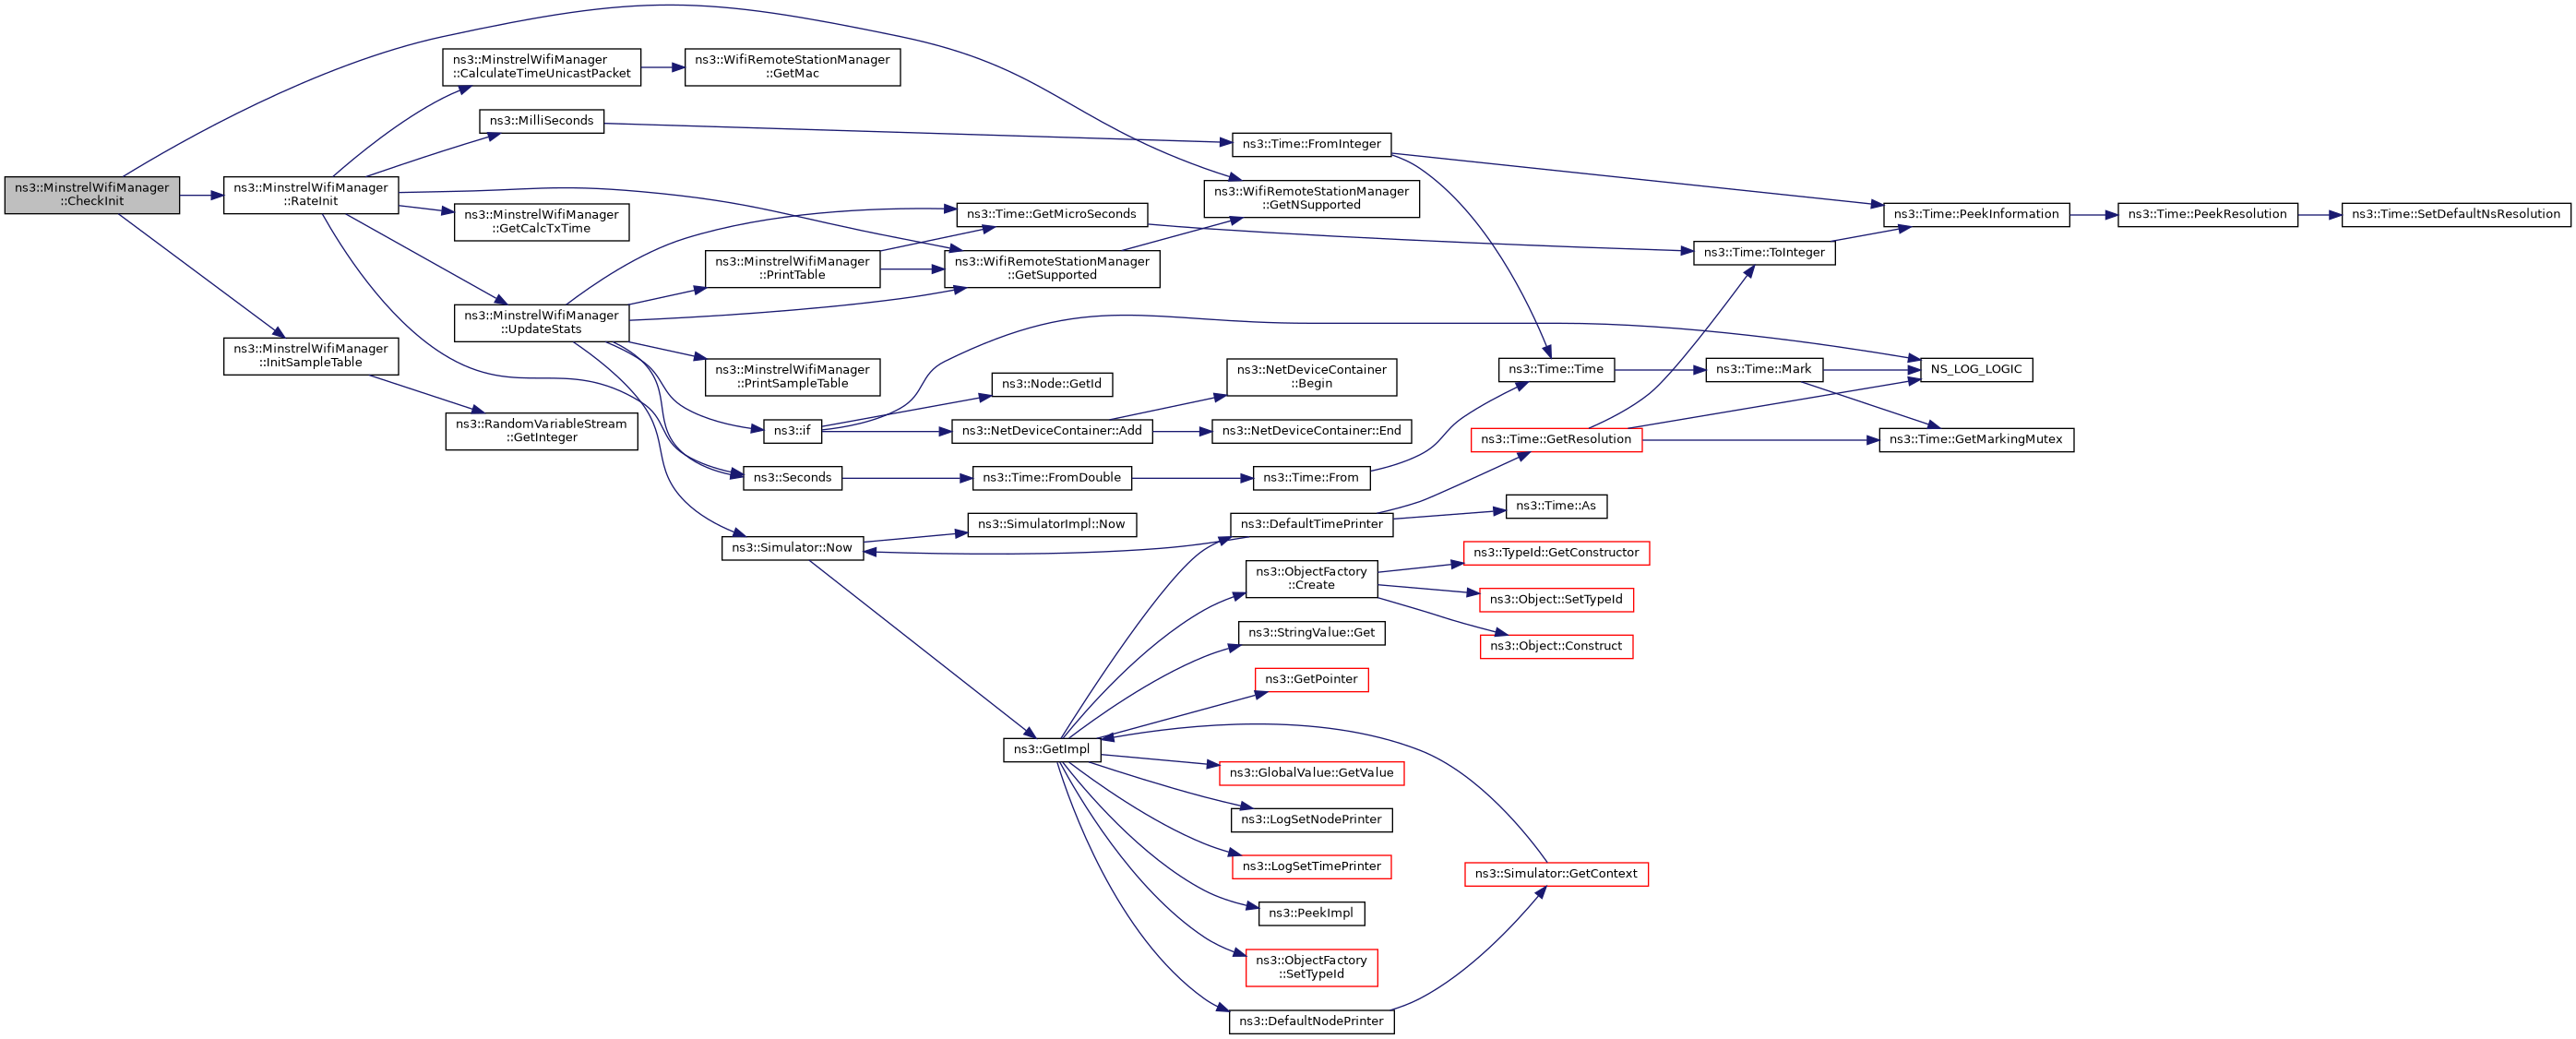 ns3::MinstrelWifiManager
::CheckInit
ns3::MinstrelWifiManager
::RateInit
ns3::MinstrelWifiManager
::InitSampleTable
ns3::MinstrelWifiManager
::CalculateTimeUnicastPacket
ns3::WifiRemoteStationManager
::GetMac
ns3::MilliSeconds
ns3::MinstrelWifiManager
::GetCalcTxTime
ns3::MinstrelWifiManager
::UpdateStats
ns3::RandomVariableStream
::GetInteger
ns3::MinstrelWifiManager
::PrintTable
ns3::MinstrelWifiManager
::PrintSampleTable
ns3::if
ns3::Seconds
ns3::Simulator::Now
ns3::Time::GetMicroSeconds
ns3::WifiRemoteStationManager
::GetSupported
ns3::Node::GetId
ns3::NetDeviceContainer::Add
ns3::Time::FromDouble
ns3::SimulatorImpl::Now
ns3::GetImpl
ns3::Time::FromInteger
ns3::WifiRemoteStationManager
::GetNSupported
ns3::NetDeviceContainer
::Begin
ns3::NetDeviceContainer::End
ns3::Time::From
ns3::DefaultTimePrinter
ns3::ObjectFactory
::Create
ns3::StringValue::Get
ns3::GetPointer
ns3::GlobalValue::GetValue
ns3::LogSetNodePrinter
ns3::LogSetTimePrinter
ns3::PeekImpl
ns3::ObjectFactory
::SetTypeId
ns3::DefaultNodePrinter
ns3::Time::Time
ns3::Time::GetResolution
ns3::Time::As
ns3::TypeId::GetConstructor
ns3::Object::SetTypeId
ns3::Object::Construct
ns3::Simulator::GetContext
ns3::Time::ToInteger
ns3::Time::Mark
ns3::Time::PeekInformation
NS_LOG_LOGIC
ns3::Time::GetMarkingMutex
ns3::Time::PeekResolution
ns3::Time::SetDefaultNsResolution